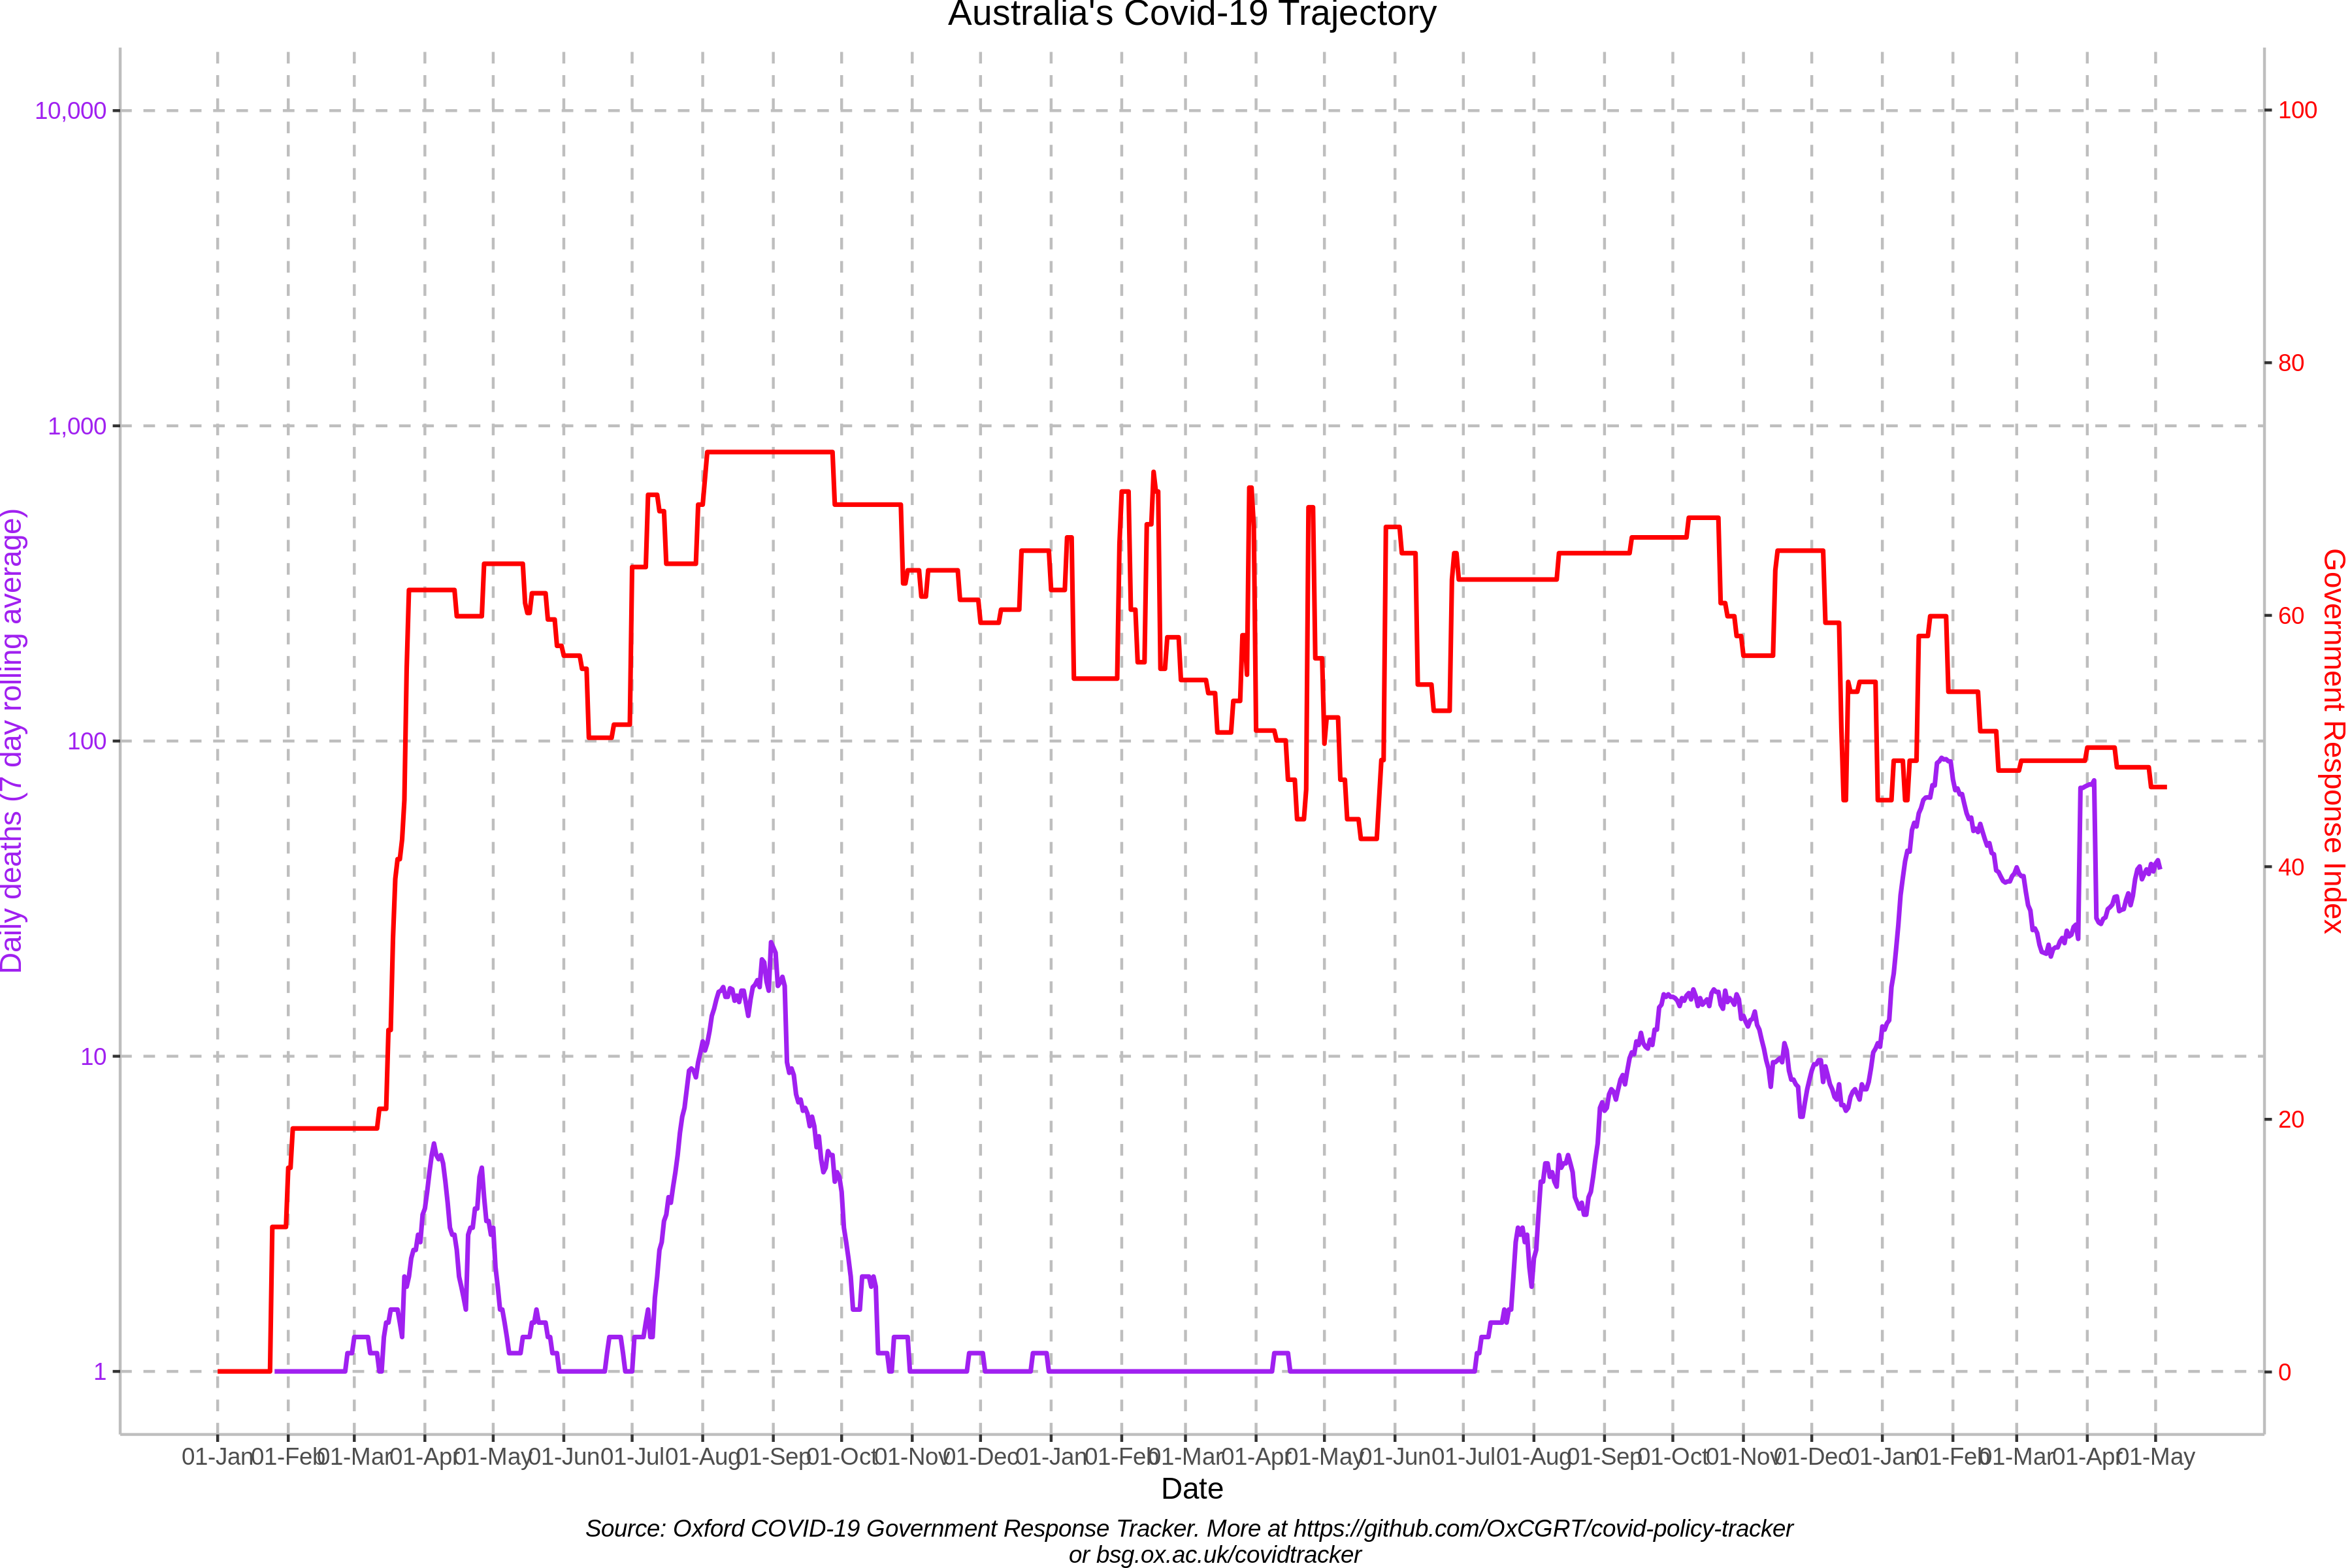 Australia's Covid-19 Trajectory
10,000
1,000
100
10
1
Daily deaths (7 day rolling average)
100
80
60
40
20
0
Government Response Index
01-Jan 01-Feb 01-Mar 01-Apr 01-May 01-Jun 01-Jul 01-Aug 01-Sep 01-Oct 01-Nov 01-Dec 01-Jan 01-Feb 01-Mar 01-Apr 01-May 01-Jun 01-Jul 01-Aug 01-Sep 01-Oct 01-Nov 01-Dec 01-Jan 01-Feb 01-Mar 01-Apr 01-May
Date
Source: Oxford COVID-19 Government Response Tracker. More at https://github.com/OxCGRT/covid-policy-tracker
or bsg.ox.ac.uk/covidtracker